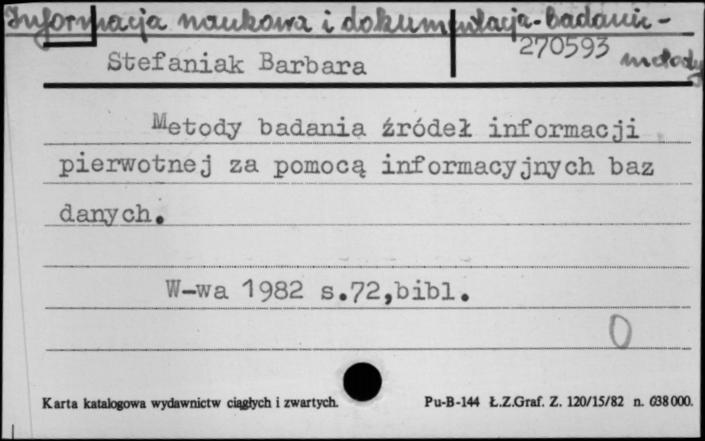 Informacja naukowa i dokumentacja - badanie -
270593 metody
Stefaniak Barbara
Metody badania źródeł informacji
pierwotnej za pomocą informacyjnych baz
danych.
W-wa 1982 s.72,bibl.
0
Karta katalogowa wydawnictw ciągłych i zwartych. Pu-B-144 Ł.Z.Graf. Z. 120/15/82 n. 638000.